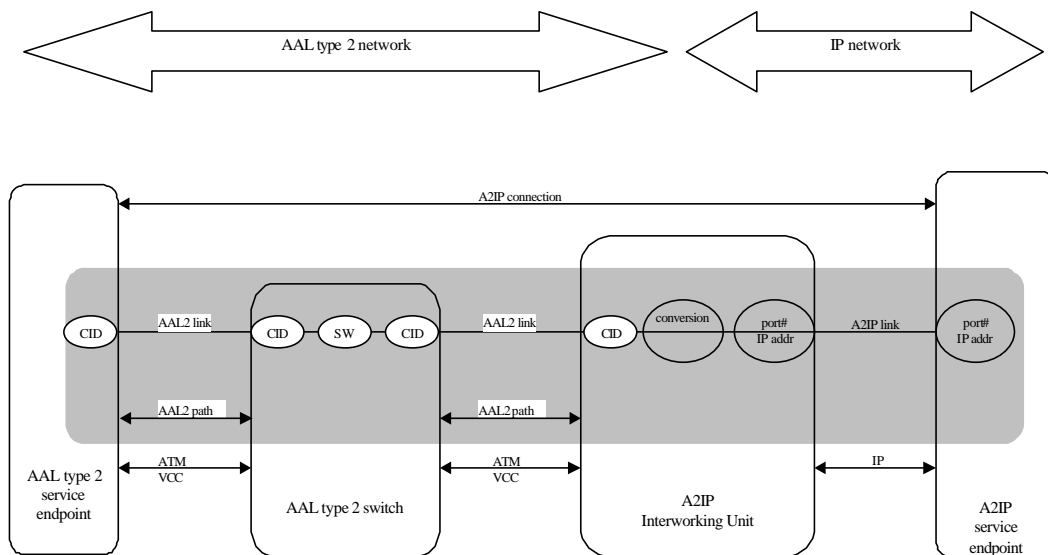 AAL type 2 network
IP network
A2IP connection
CID
AAL2 link
CID
SW
CID
AAL2 link
CID
conversion
port#
IP addr
A2IP link
port#
IP addr
AAL2 path
AAL2 path
ATM
VCC
ATM
VCC
IP
AAL type 2
service
endpoint
AAL type 2 switch
A2IP
Interworking Unit
A2IP
service
endpoint